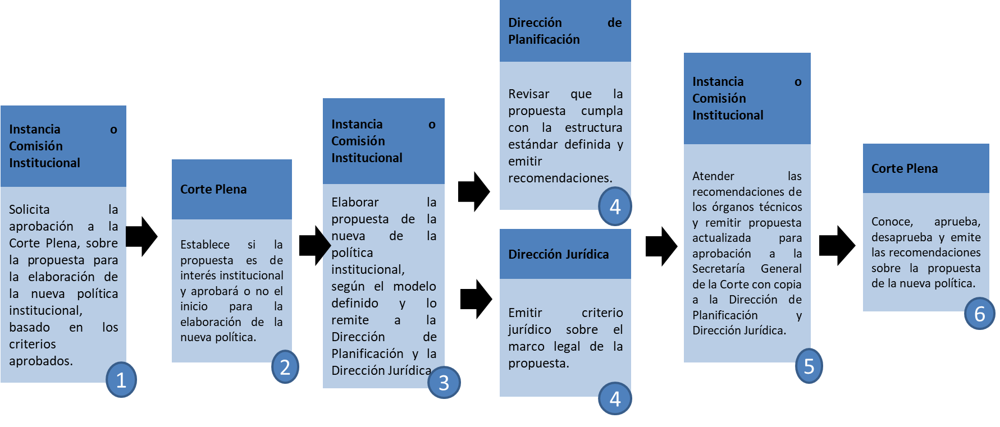 Instancia o
Comisión
Institucional
Solicita la
aprobación a la
Corte Plena, sobre
la propuesta para
la elaboración de
la nueva política
institucional,
basado en los
criterios
aprobados.
1
Corte Plena
Establece si la
propuesta es de
interés institucional
y aprobará o no el
inicio para la
elaboración de la
nueva política.
2
Instancia o
Comisión
Institucional
Elaborar la
propuesta de la
nueva de la
política
institucional,
según el modelo
definido y lo
remite a la
Dirección de
Planificación y la
Dirección Jurídica
3
Dirección de
Planificación
Revisar que la
propuesta cumpla
con la estructura
estándar definida y
emitir
recomendaciones.
4
Dirección Jurídica
Emitir criterio
jurídico sobre el
marco legal de la
propuesta.
4
Instancia o
Comisión
Institucional
Atender las
recomendaciones de
los órganos técnicos
y remitir propuesta
actualizada para
aprobación a la
Secretaría General
de la Corte con copia
a la Dirección de
Planificación y
Dirección Jurídica.
5
Corte Plena
Conoce, aprueba,
desaprueba y emite
las recomendaciones
sobre la propuesta
de la nueva política.
6